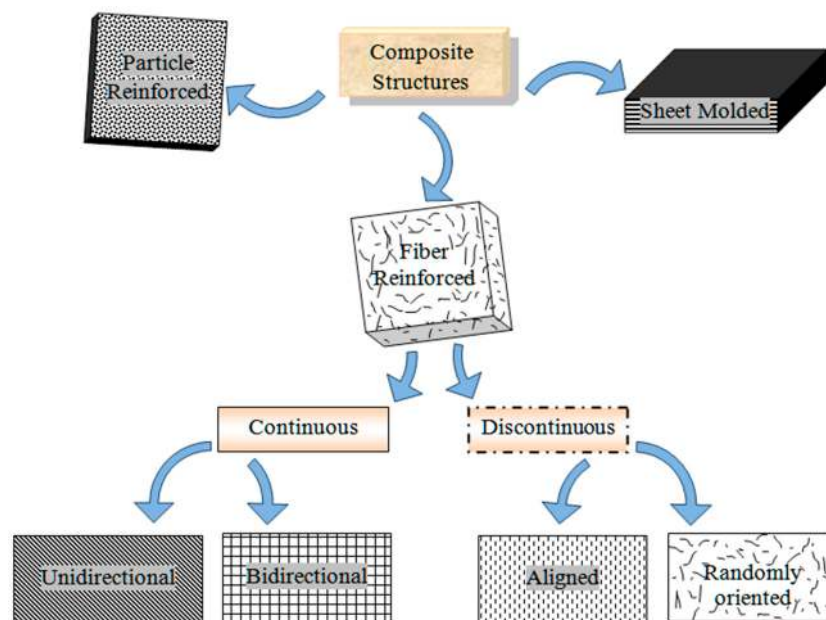 Composite
Structures
Particle
Reinforced
Sheet Molded
Fiber
Reinforced
Continuous
Discontinuous
Unidirectional
Bidirectional
Aligned
Randomly
oriented